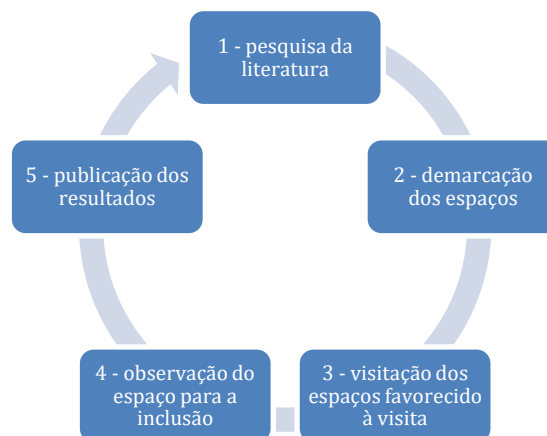 1 - pesquisa da
literatura
2 - demarcação
dos espaços
3 - visitação dos
espaços favorecido
à visita
4 - observação do
espaço para a
inclusão
5 - publicação dos
resultados